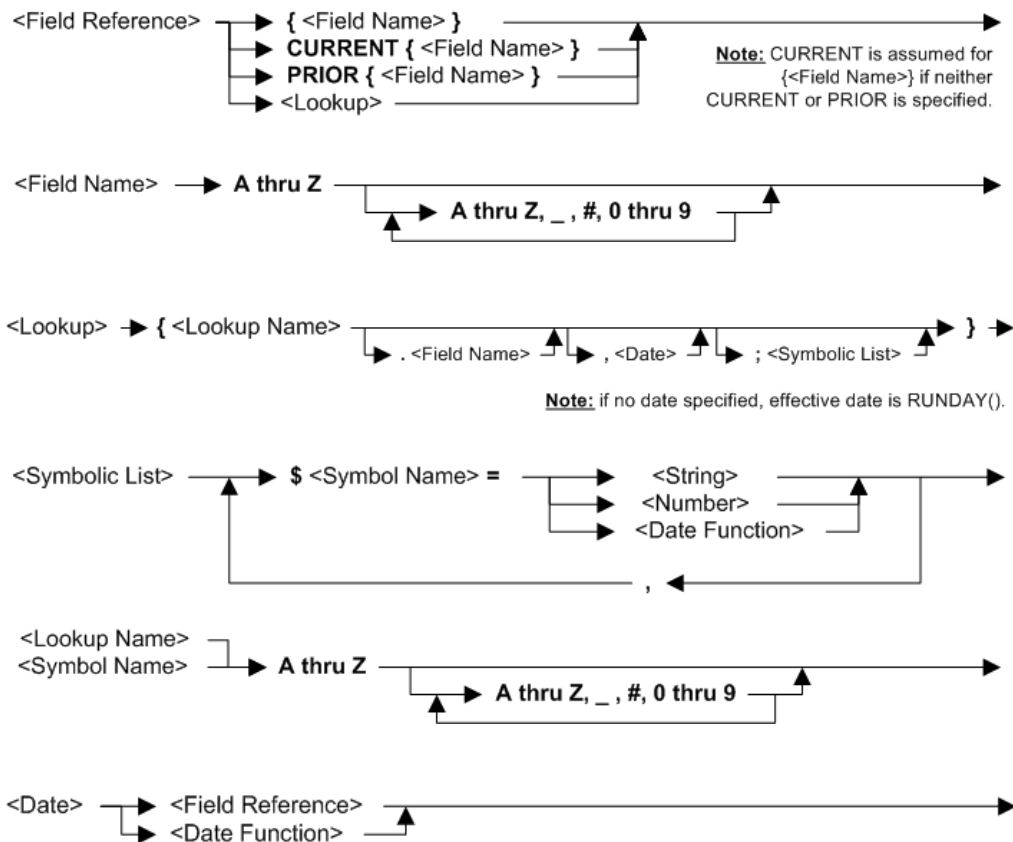 <Field Reference> { <Field Name> }
CURRENT { <Field Name> }
PRIOR { <Field Name> }
<Lookup>
Note: CURRENT is assumed for
{<Field Name>} if neither
CURRENT or PRIOR is specified.
<Field Name> A thru Z
A thru Z, _ , #, 0 thru 9
<Lookup> { <Lookup Name> . <Field Name> , <Date> ; <Symbolic List> }
Note: if no date specified, effective date is RUNDAY().
<Symbolic List> $ <Symbol Name> = <String>
<Number>
<Date Function>
,
<Lookup Name>
<Symbol Name> A thru Z
A thru Z, _ , #, 0 thru 9
<Date> <Field Reference>
<Date Function>